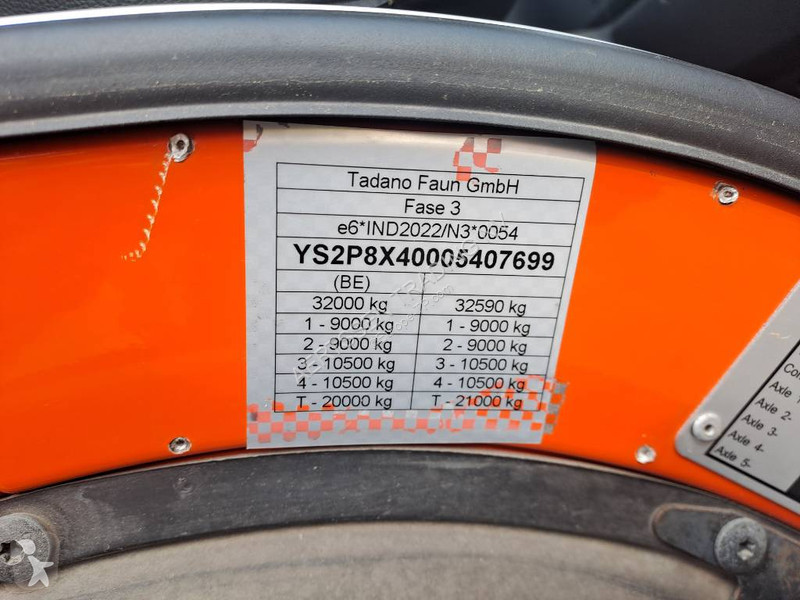 Tadano Faun GmbH
Fase 3
e6*IND2022/N3*0054
YS2P8X40005407699
(BE)
32000 kg 32590 kg
1 - 9000 kg 1 - 9000 kg
2 - 9000 kg 2 - 9000 kg
3 - 10500 kg 3 - 10500 kg
4 - 10500 kg 4 - 10500 kg
T - 20000 kg T - 21000 kg
Axle 1
Axle 2-
Axle 3-
Axle 4-
Axle 5-